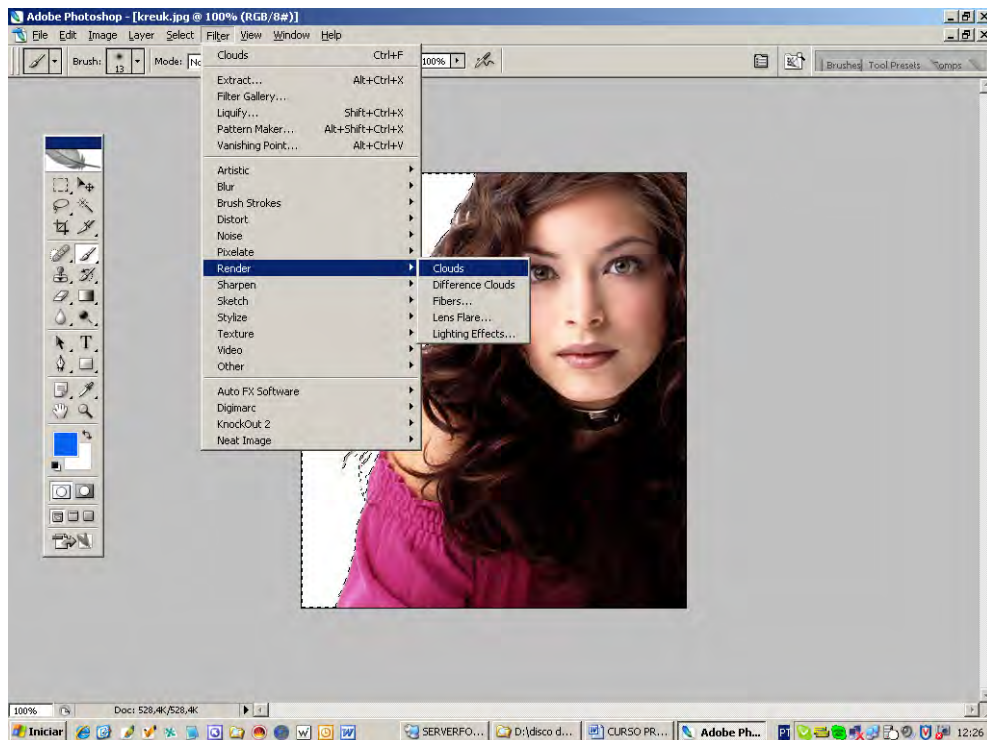 Adobe Photoshop - [kreuk.jpg @ 100% (RGB/8#)]
File Edit Image Layer Select Filter View Window Help
Brush: 13 Mode: 100% Brushes Tool Presets Comps
Clouds Ctrl+F
Extract... Alt+Ctrl+X
Filter Gallery...
Liquify... Shift+Ctrl+X
Pattern Maker... Alt+Shift+Ctrl+X
Vanishing Point... Alt+Ctrl+V
Artistic
Blur
Brush Strokes
Distort
Noise
Pixelate
Render Clouds
Sharpen Difference Clouds
Sketch Fibers...
Stylize Lens Flare...
Texture Lighting Effects...
Video
Other
Auto FX Software
Digimarc
KnockOut 2
Neat Image
100% Doc: 528,4K/528,4K
Iniciar SERVERFO... D:\disco d... CURSO PR... Adobe Ph... PT 12:26